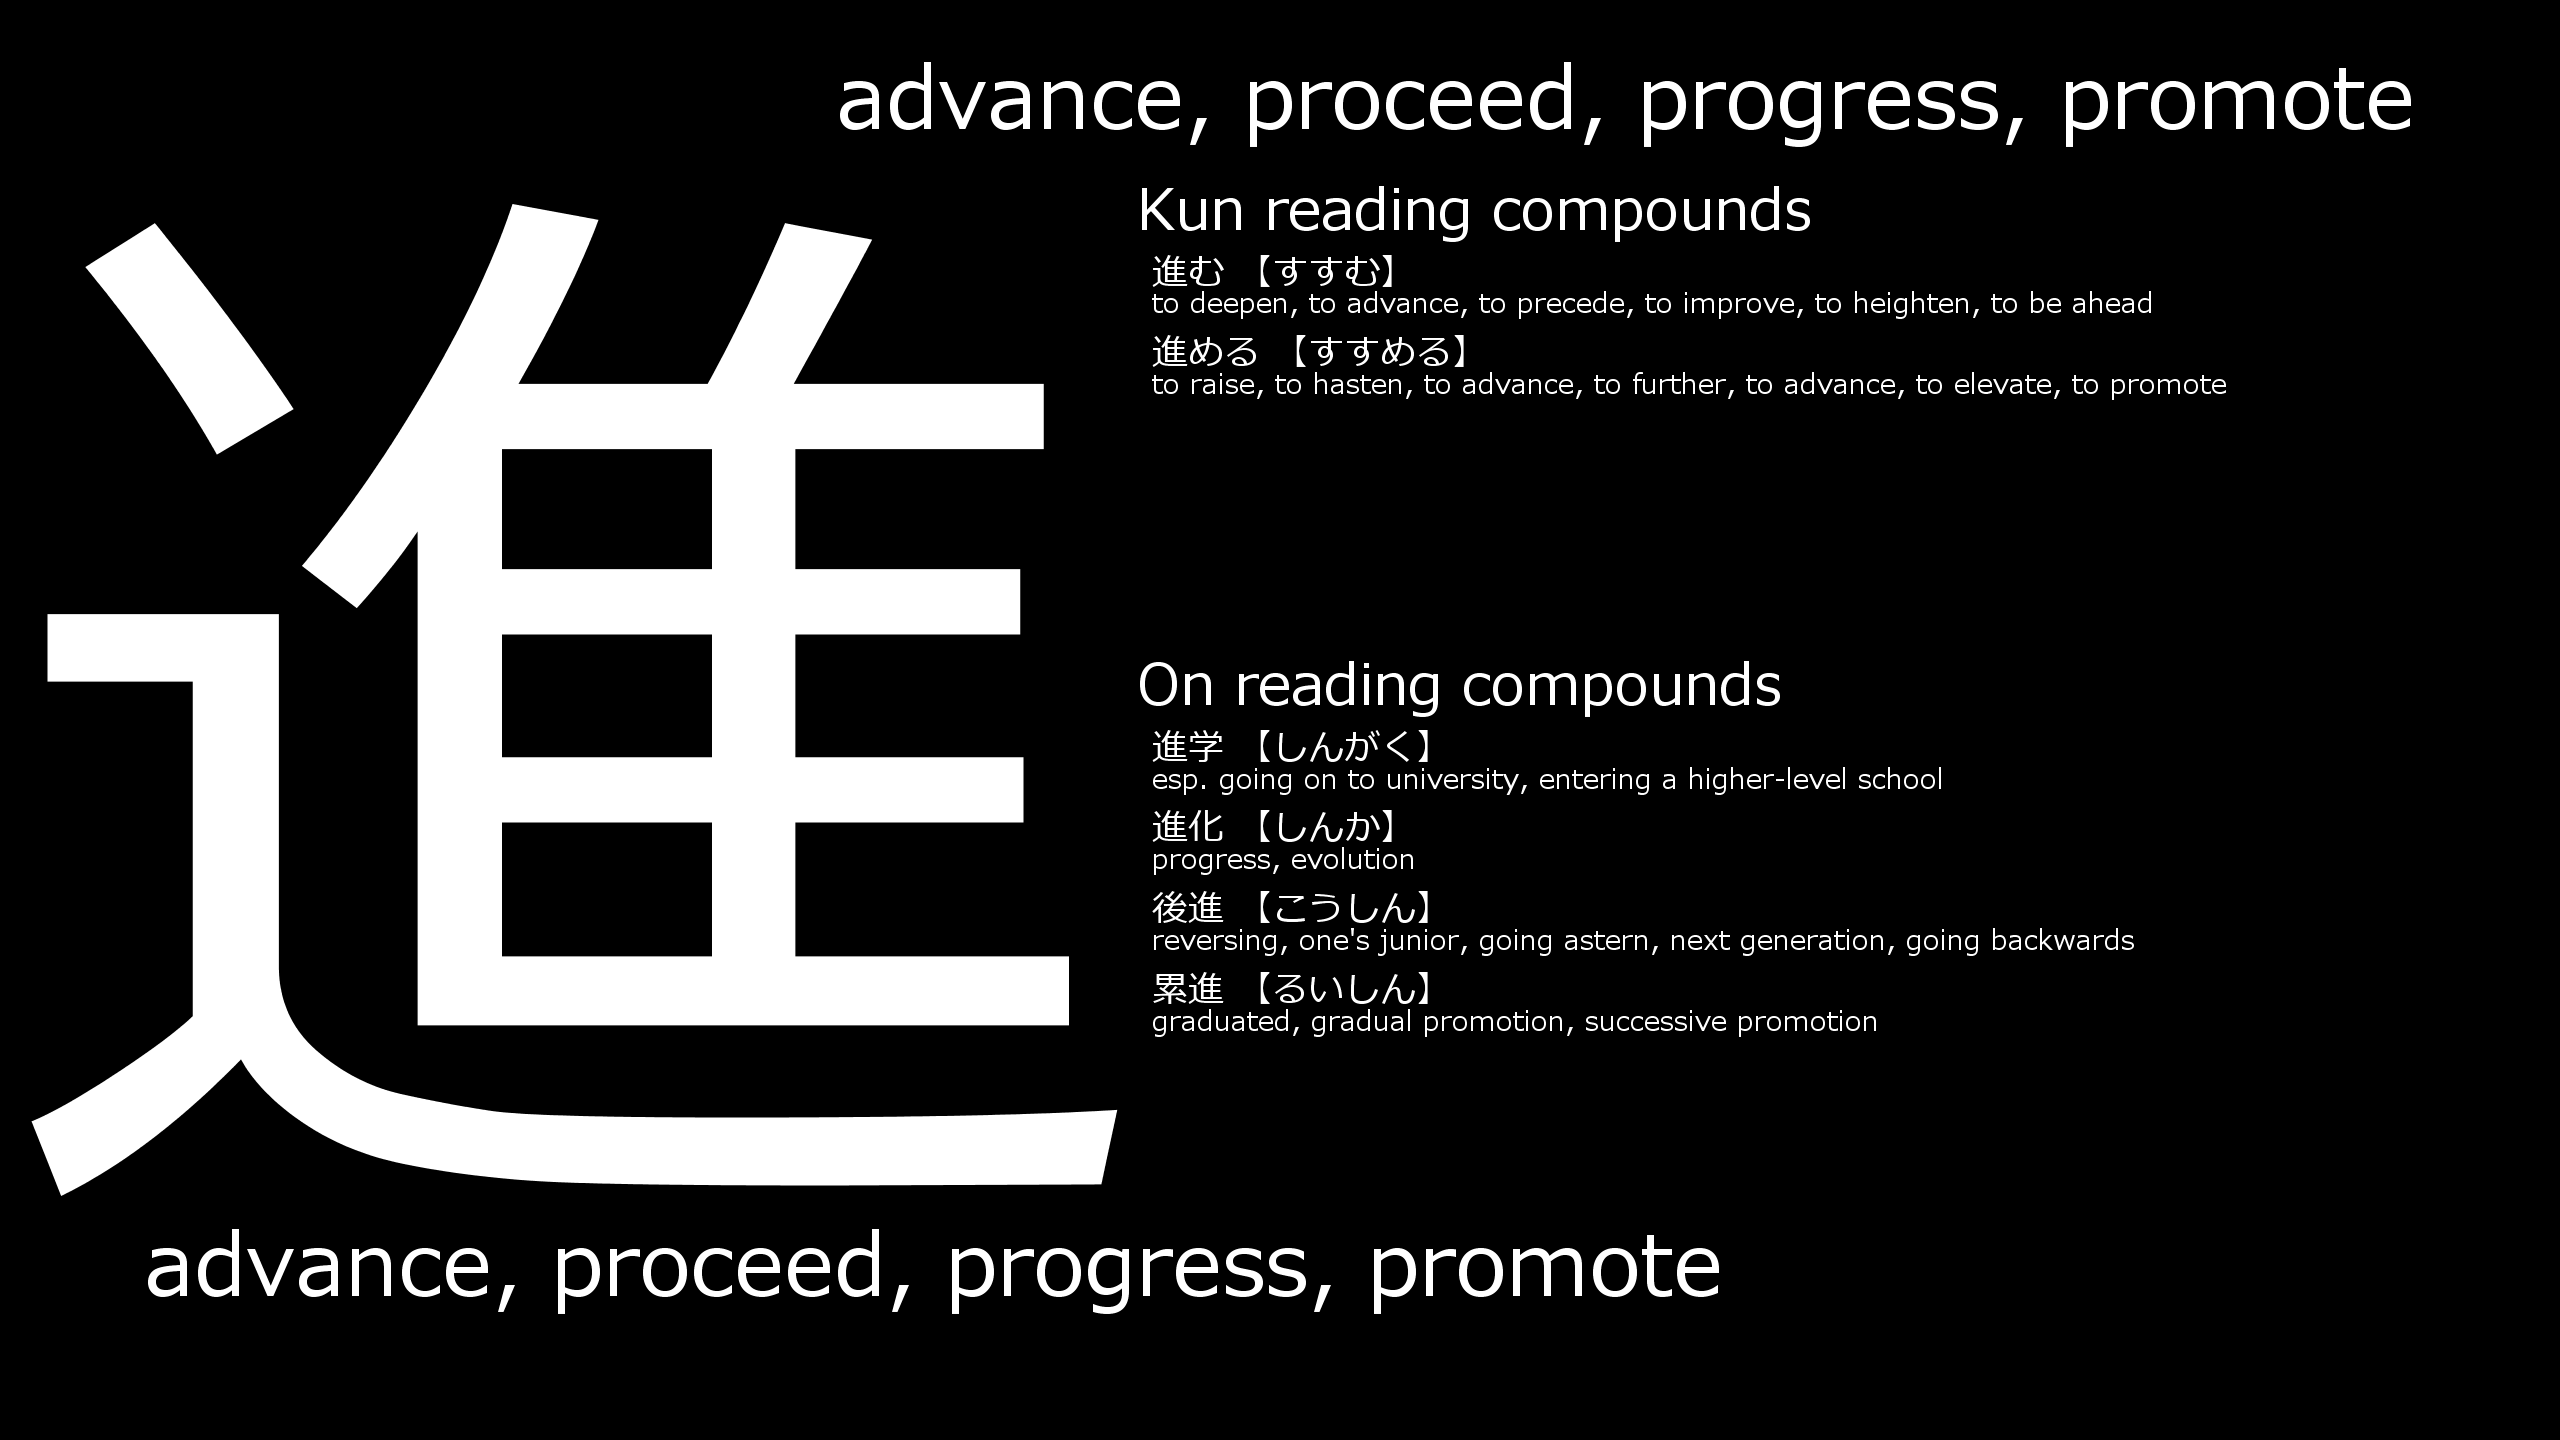 advance, proceed, progress, promote
進
Kun reading compounds
進む 【すすむ】
to deepen, to advance, to precede, to improve, to heighten, to be ahead
進める 【すすめる】
to raise, to hasten, to advance, to further, to advance, to elevate, to promote
On reading compounds
進学 【しんがく】
esp. going on to university, entering a higher-level school
進化 【しんか】
progress, evolution
後進 【こうしん】
reversing, one's junior, going astern, next generation, going backwards
累進 【るいしん】
graduated, gradual promotion, successive promotion
advance, proceed, progress, promote